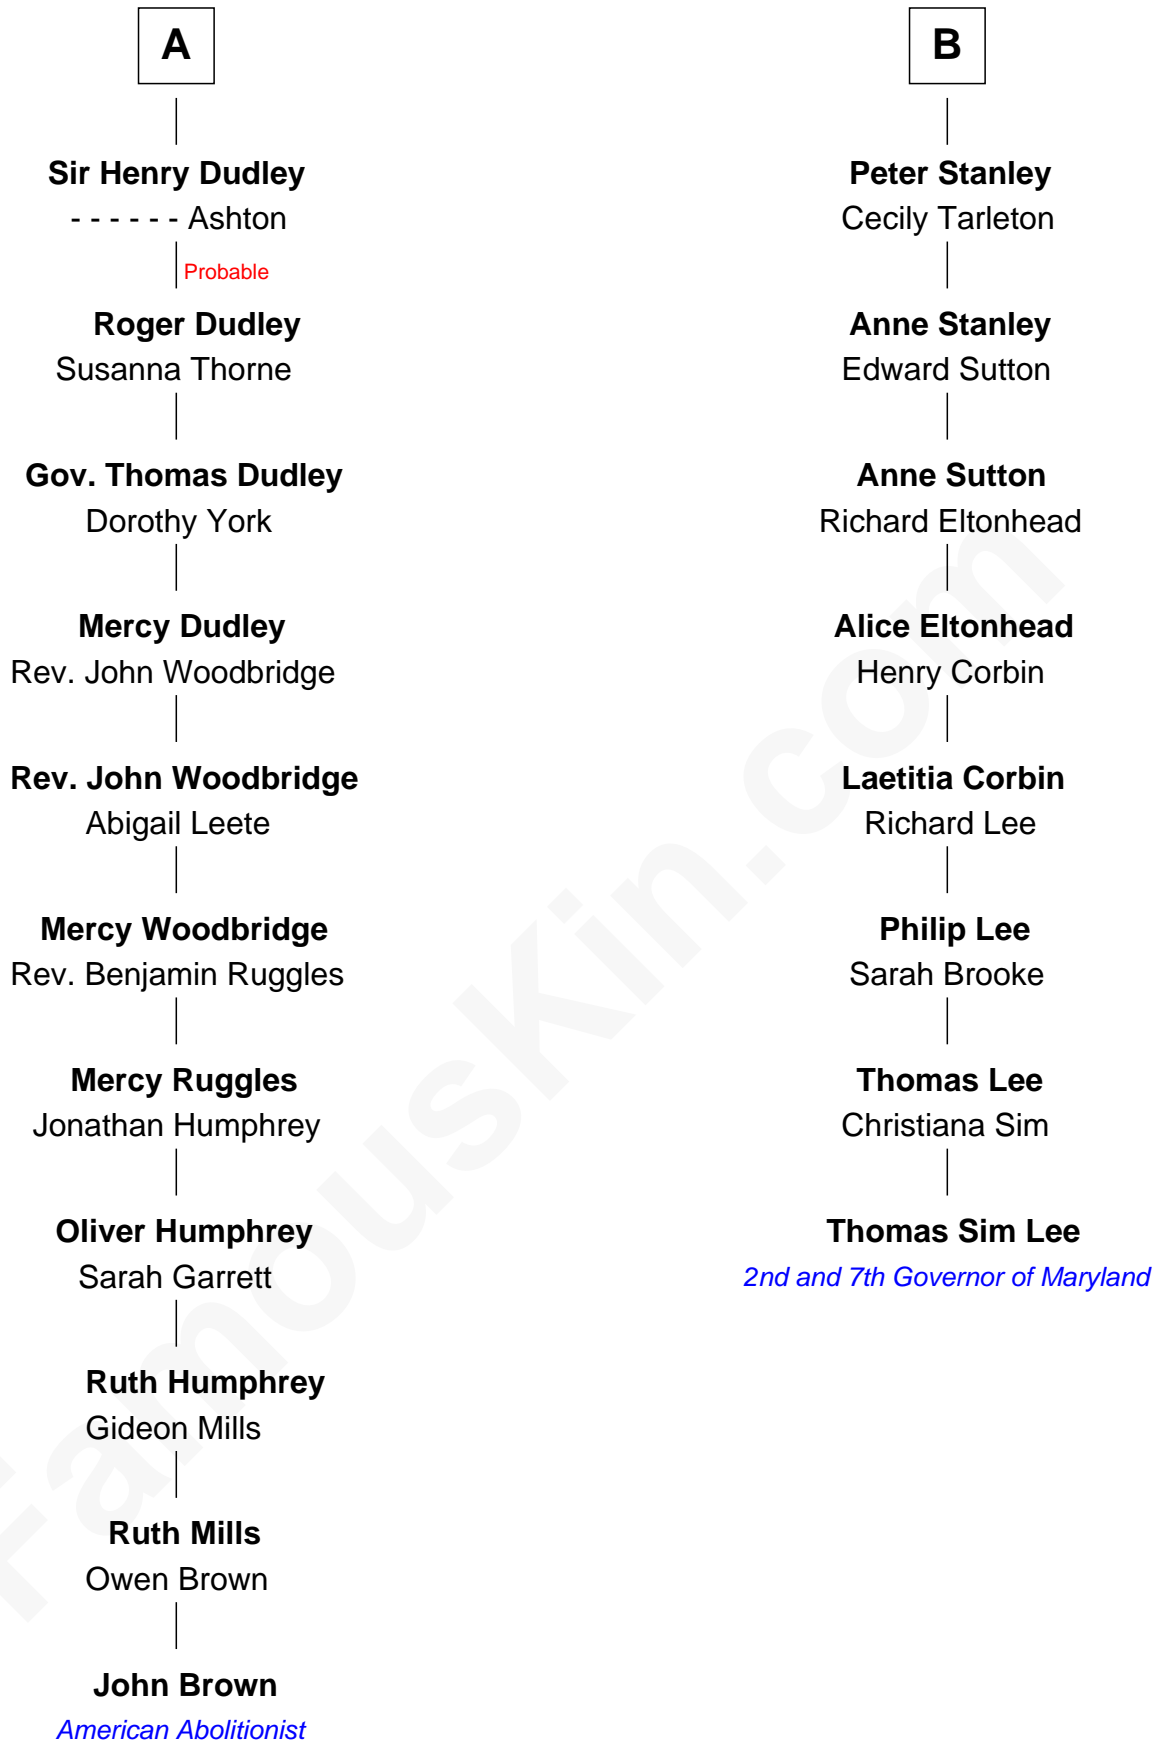 A
Sir Henry Dudley
- - - - - - Ashton
Probable
Roger Dudley
Susanna Thorne
Gov. Thomas Dudley
Dorothy York
Mercy Dudley
Rev. John Woodbridge
Rev. John Woodbridge
Abigail Leete
Mercy Woodbridge
Rev. Benjamin Ruggles
Mercy Ruggles
Jonathan Humphrey
Oliver Humphrey
Sarah Garrett
Ruth Humphrey
Gideon Mills
Ruth Mills
Owen Brown
John Brown
American Abolitionist
B
Peter Stanley
Cecily Tarleton
Anne Stanley
Edward Sutton
Anne Sutton
Richard Eltonhead
Alice Eltonhead
Henry Corbin
Laetitia Corbin
Richard Lee
Philip Lee
Sarah Brooke
Thomas Lee
Christiana Sim
Thomas Sim Lee
2nd and 7th Governor of Maryland
FamousKin.com